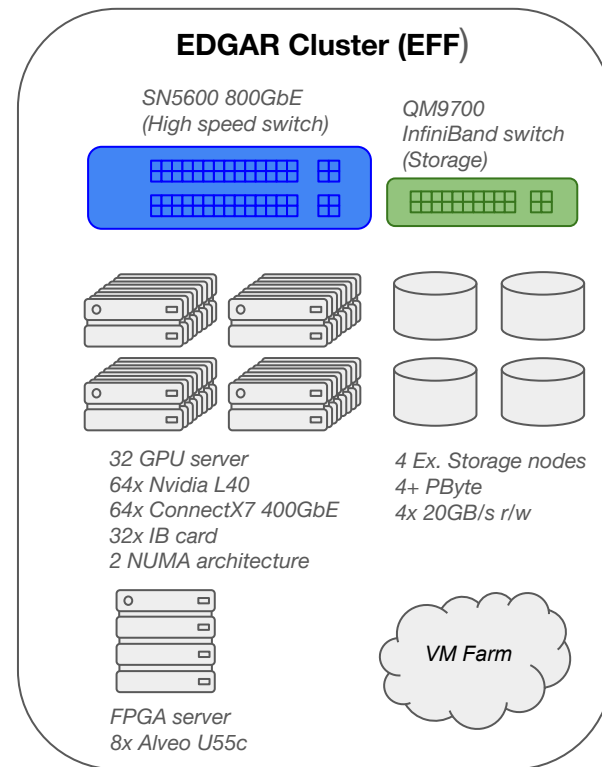 EDGAR Cluster (EFF)
SN5600 800GbE
(High speed switch)
QM9700
InfiniBand switch
(Storage)
32 GPU server
64x Nvidia L40
64x ConnectX7 400GbE
32x IB card
2 NUMA architecture
4 Ex. Storage nodes
4+ PByte
4x 20GB/s r/w
FPGA server
8x Alveo U55c
VM Farm